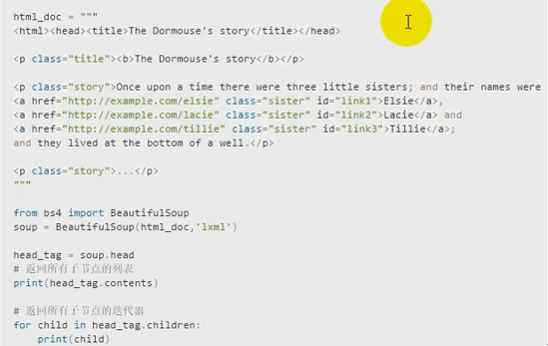 html_doc = """
<html><head><title>The Dormouse's story</title></head>
<p class="title"><b>The Dormouse's story</b></p>
<p class="story">Once upon a time there were three little sisters; and their names were
<a href="http://example.com/elsie" class="sister" id="link1">Elsie</a>,
<a href="http://example.com/lacie" class="sister" id="link2">Lacie</a> and
<a href="http://example.com/tillie" class="sister" id="link3">Tillie</a>;
and they lived at the bottom of a well.</p>
<p class="story">...</p>
"""
from bs4 import BeautifulSoup
soup = BeautifulSoup(html_doc,'lxml')
head_tag = soup.head
# 返回所有子节点的列表
print(head_tag.contents)
# 返回所有子节点的迭代器
for child in head_tag.children:
    print(child)